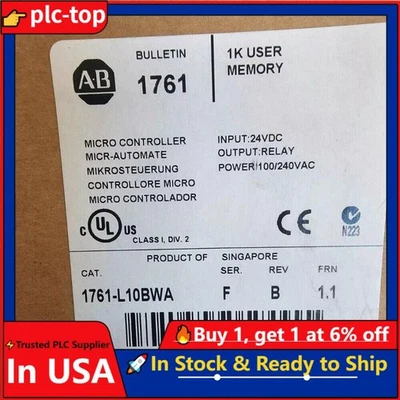 plc-top
AB
BULLETIN
1761
1K USER
MEMORY
MICRO CONTROLLER
MICR-AUTOMATE
MIKROSTEUERUNG
CONTROLLORE MICRO
MICRO CONTROLADOR
INPUT:24VDC
OUTPUT:RELAY
POWER/100/240VAC
C UL US
CLASS I, DIV. 2
CE
N223
PRODUCT OF SINGAPORE
CAT. SER. REV FRN
1761-L10BWA F B 1.1
Trusted PLC Supplier
In USA
Buy 1, get 1 at 6% off
In Stock & Ready to Ship